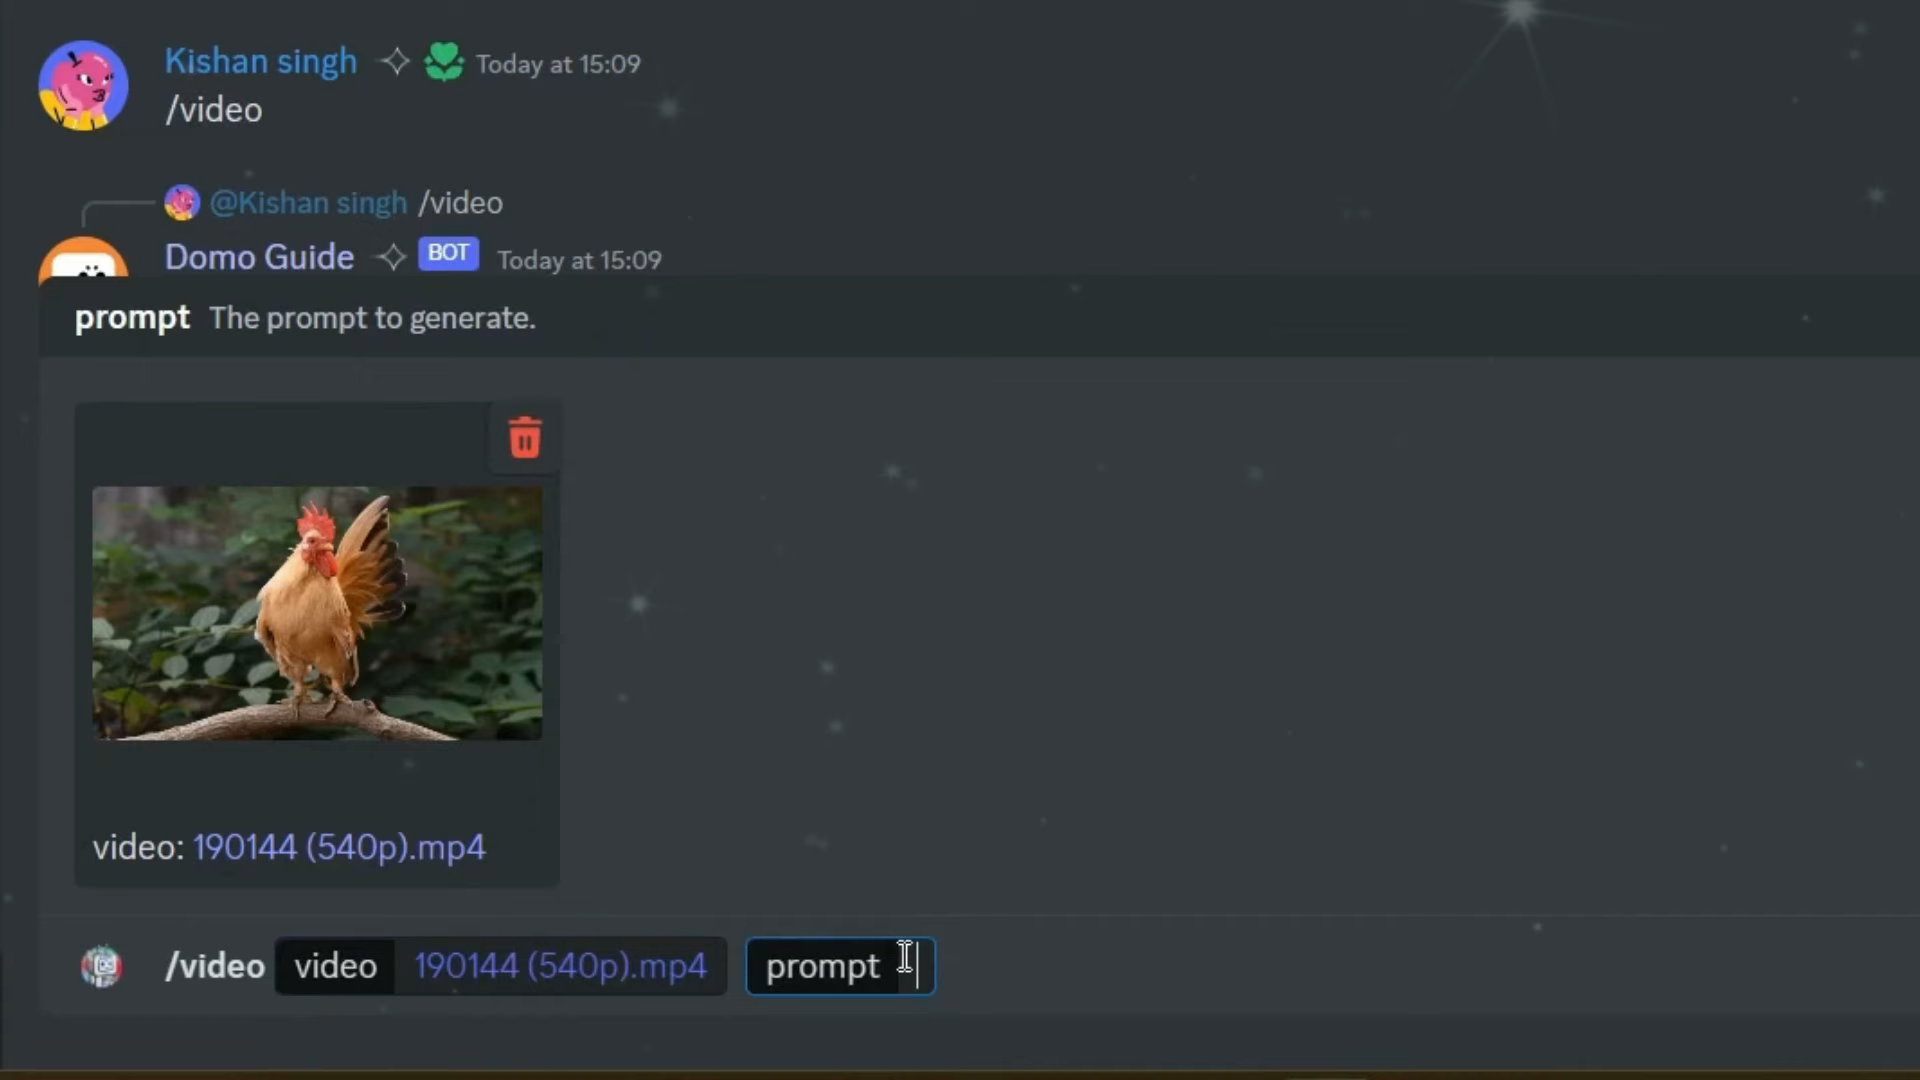 Kishan singh Today at 15:09
/video
@Kishan singh /video
Domo Guide BOT Today at 15:09
prompt The prompt to generate.
video: 190144 (540p).mp4
/video video 190144 (540p).mp4 prompt